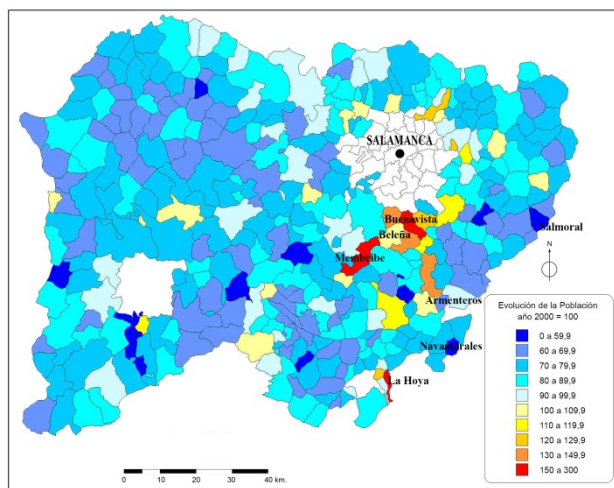 SALAMANCA
Buenavista
Salmoral
Beleña
Membribe
N
Armenteros
Navamorales
La Hoya
Evolución de la Población
año 2000 = 100
0 a 59,9
60 a 69,9
70 a 79,9
80 a 89,9
90 a 99,9
100 a 109,9
110 a 119,9
120 a 129,9
130 a 149,9
150 a 300
0 10 20 30 40 km.